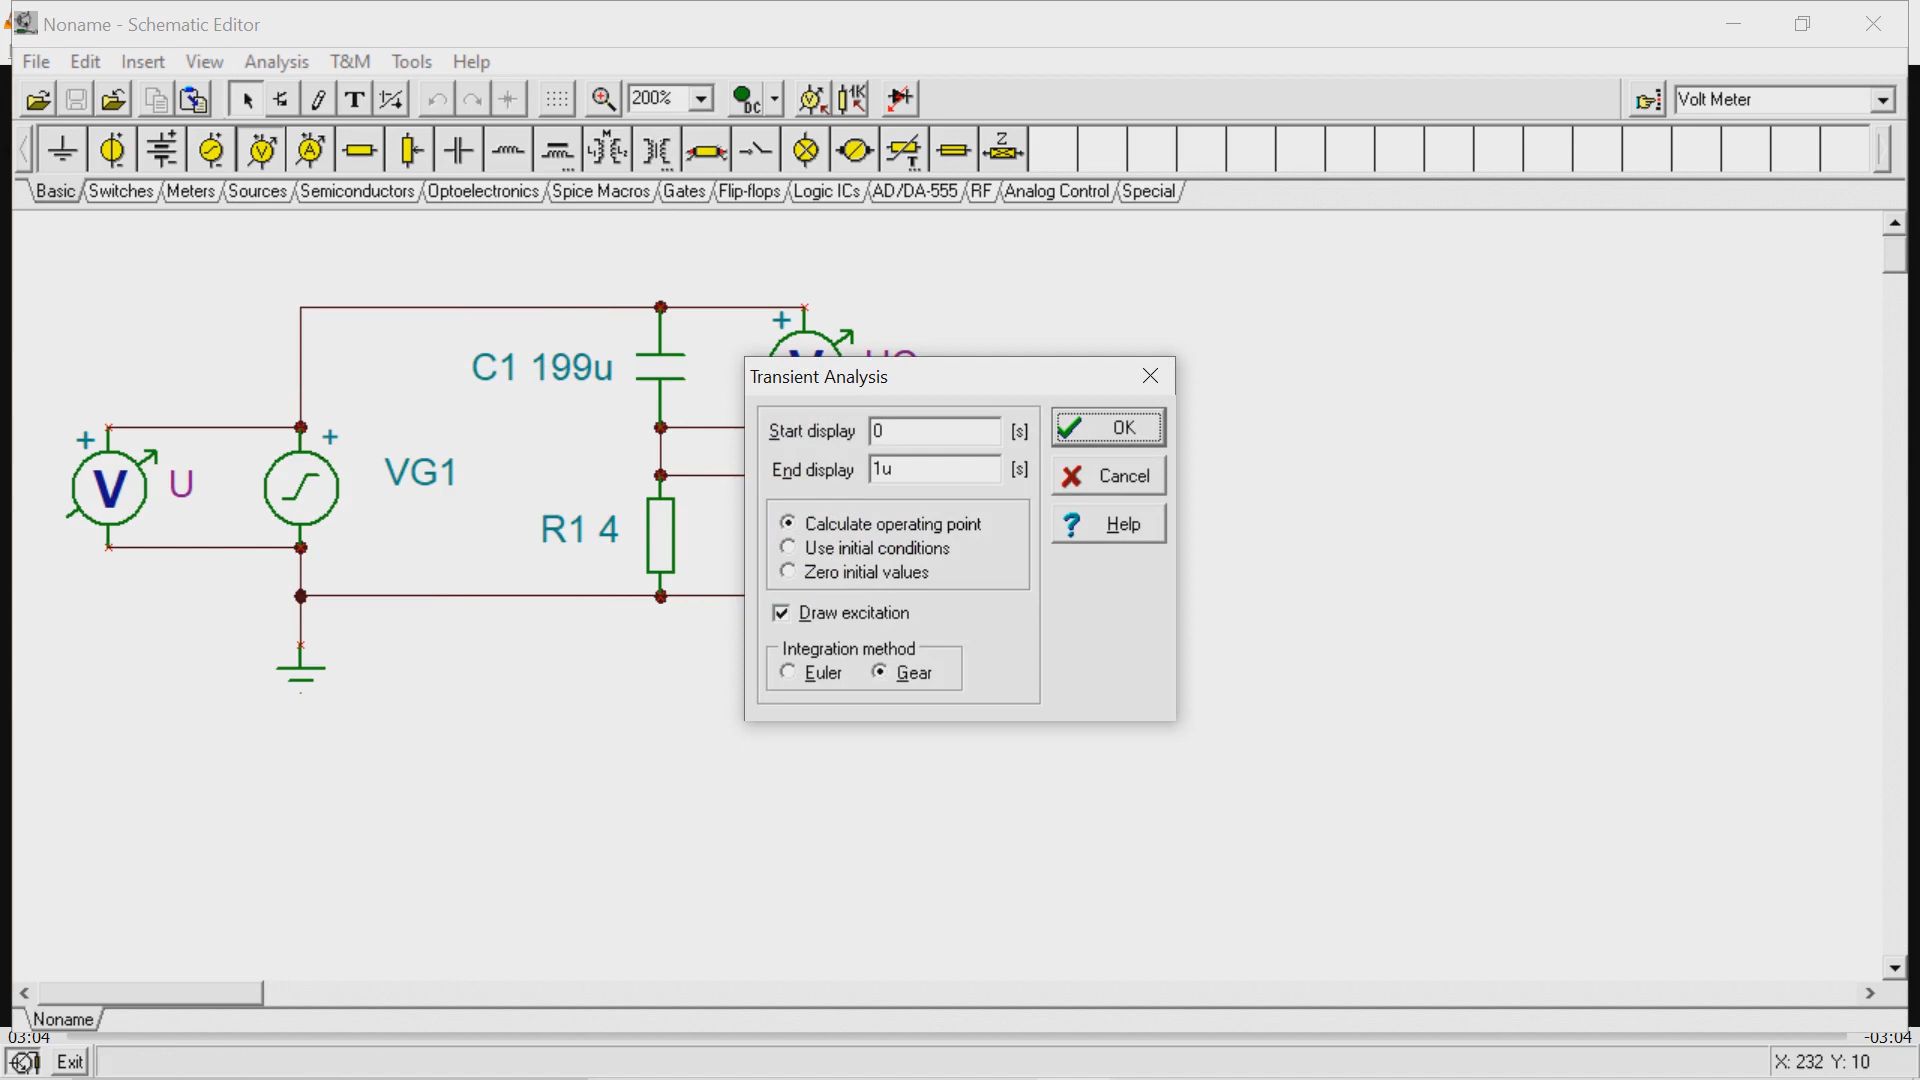 Noname - Schematic Editor
File Edit Insert View Analysis T&M Tools Help
T 200% DC 1K Volt Meter
M
T Z
Basic Switches Meters Sources Semiconductors Optoelectronics Spice Macros Gates Flip-flops Logic ICs AD/DA-555 RF Analog Control Special
+
C1 199u
V
Transient Analysis
Start display 0 [s]
OK
End display 1u [s]
Cancel
Calculate operating point
Help
Use initial conditions
Zero initial values
Draw excitation
Integration method
Euler Gear
+ +
V U
VG1
R1 4
Noname
03:04 -03:04
Exit
X: 232 Y: 10